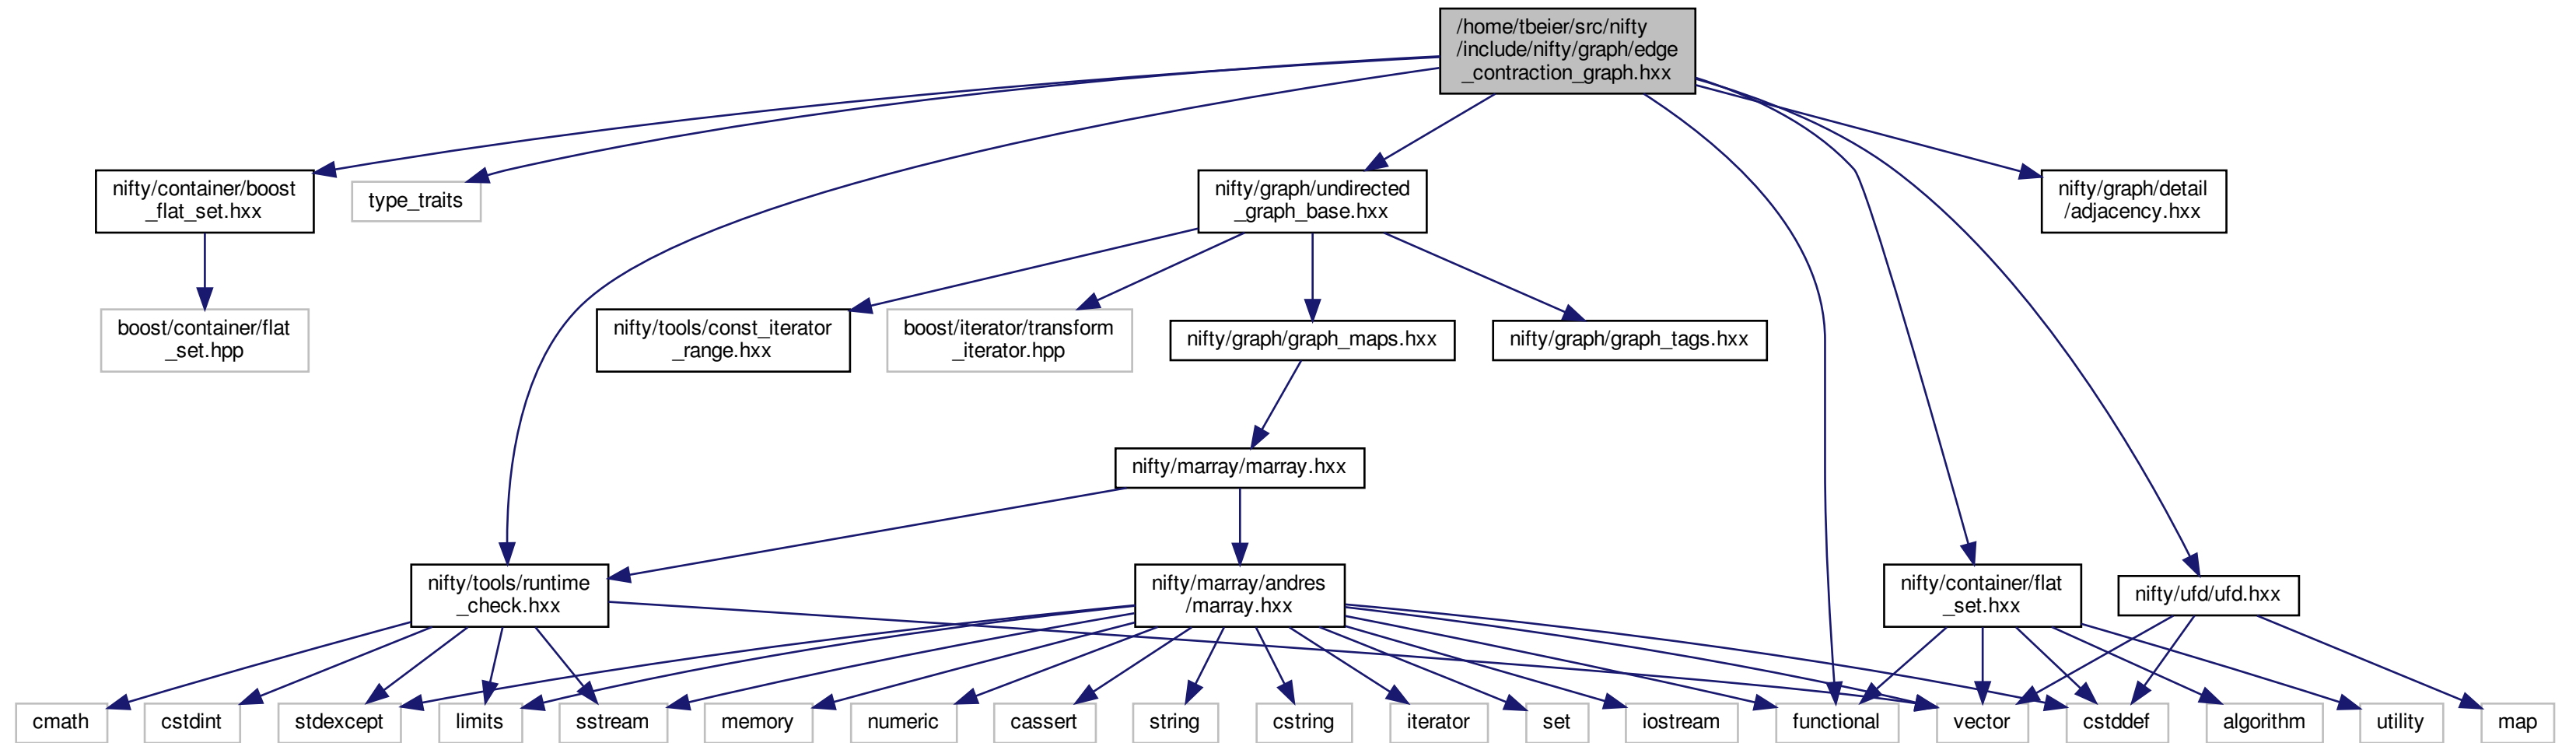 /home/tbeier/src/nifty
/include/nifty/graph/edge
_contraction_graph.hxx
nifty/container/boost
_flat_set.hxx
type_traits
nifty/graph/undirected
_graph_base.hxx
nifty/graph/detail
/adjacency.hxx
boost/container/flat
_set.hpp
nifty/tools/const_iterator
_range.hxx
boost/iterator/transform
_iterator.hpp
nifty/graph/graph_maps.hxx
nifty/graph/graph_tags.hxx
nifty/marray/marray.hxx
nifty/tools/runtime
_check.hxx
nifty/marray/andres
/marray.hxx
nifty/container/flat
_set.hxx
nifty/ufd/ufd.hxx
cmath
cstdint
stdexcept
limits
sstream
memory
numeric
cassert
string
cstring
iterator
set
iostream
functional
vector
cstddef
algorithm
utility
map